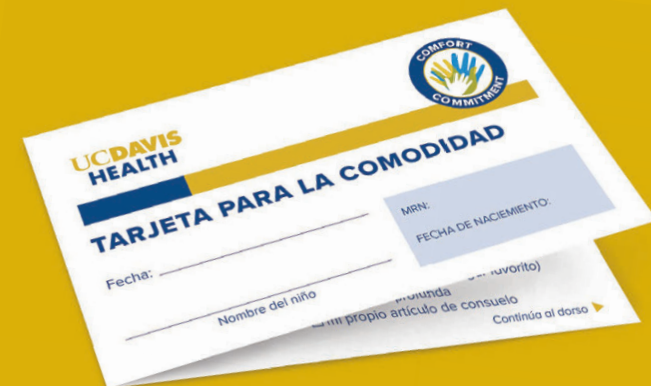 COMFORT
COMMITMENT
UCDAVIS
HEALTH
TARJETA PARA LA COMODIDAD
MRN:
FECHA DE NACIEMIENTO:
Fecha:
Nombre del niño
favorito)
profunda
mi propio artículo de consuelo
Continúa al dorso